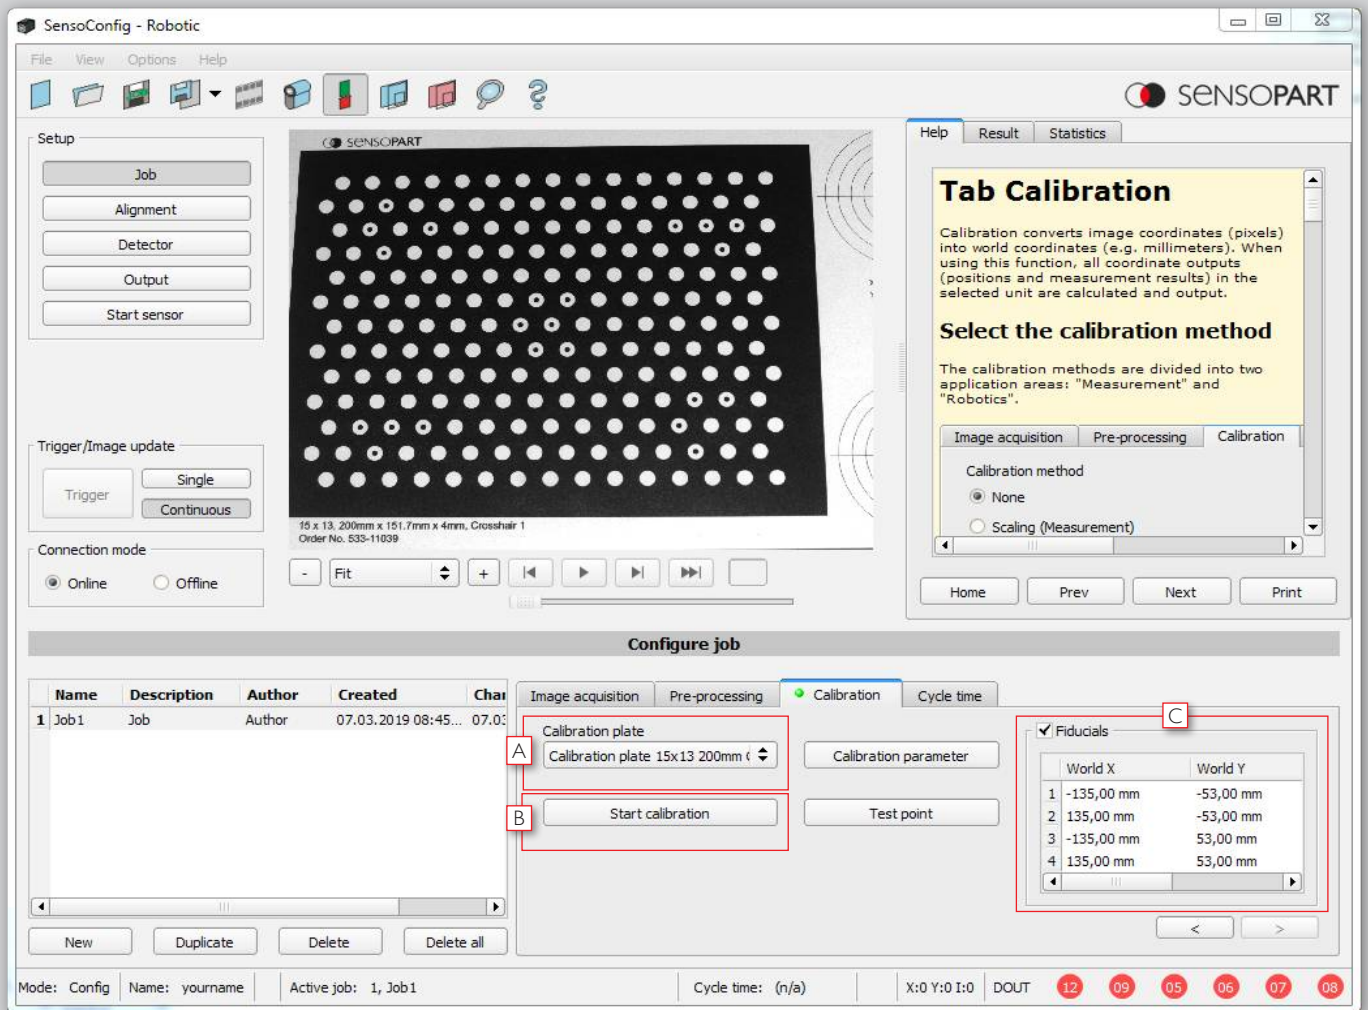 SensoConfig - Robotic
File View Options Help
SENSOPART
Setup
Job
Alignment
Detector
Output
Start sensor
Trigger/Image update
Trigger
Single
Continuous
Connection mode
Online Offline
SENSOPART
15 x 13, 200mm x 151.7mm x 4mm, Crosshair 1
Order No. 533-11039
- Fit +
Help Result Statistics
Tab Calibration
Calibration converts image coordinates (pixels)
into world coordinates (e.g. millimeters). When
using this function, all coordinate outputs
(positions and measurement results) in the
selected unit are calculated and output.
Select the calibration method
The calibration methods are divided into two
application areas: "Measurement" and
"Robotics".
Image acquisition Pre-processing Calibration
Calibration method
None
Scaling (Measurement)
Home Prev Next Print
Configure job
Name Description Author Created Char
1 Job1 Job Author 07.03.2019 08:45... 07.03
New Duplicate Delete Delete all
Image acquisition Pre-processing Calibration Cycle time
A
Calibration plate
Calibration plate 15x13 200mm
Calibration parameter
B
Start calibration
Test point
C
Fiducials
World X World Y
1 -135,00 mm -53,00 mm
2 135,00 mm -53,00 mm
3 -135,00 mm 53,00 mm
4 135,00 mm 53,00 mm
< >
Mode: Config Name: yourname Active job: 1, Job1 Cycle time: (n/a) X:0 Y:0 I:0 DOUT 12 09 05 06 07 08